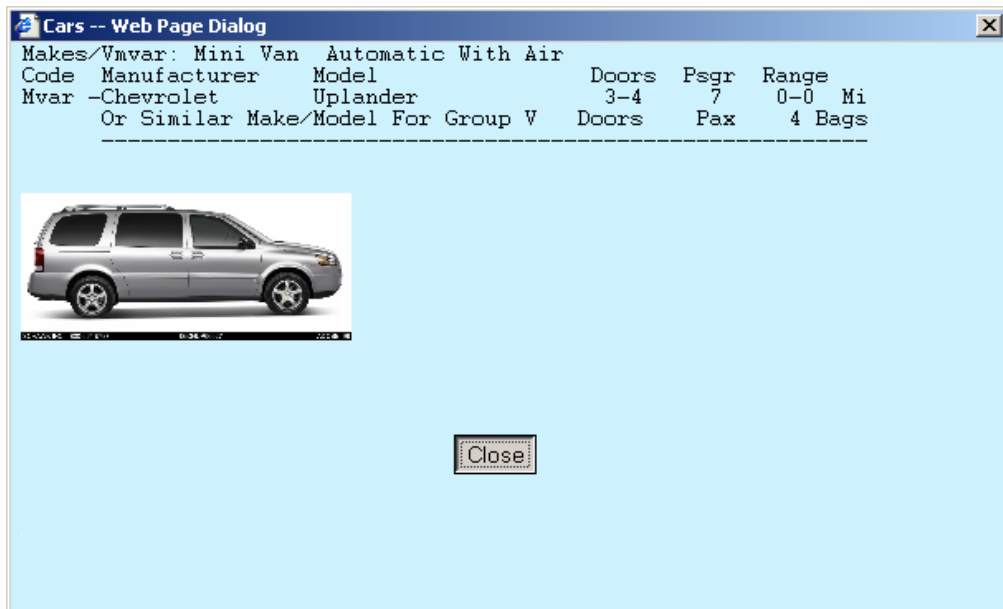 Cars -- Web Page Dialog
Makes/Vmvar: Mini Van Automatic With Air
Code Manufacturer Model Doors Psgr Range
Mvar -Chevrolet Uplander 3-4 7 0-0 Mi
Or Similar Make/Model For Group V Doors Pax 4 Bags
Close